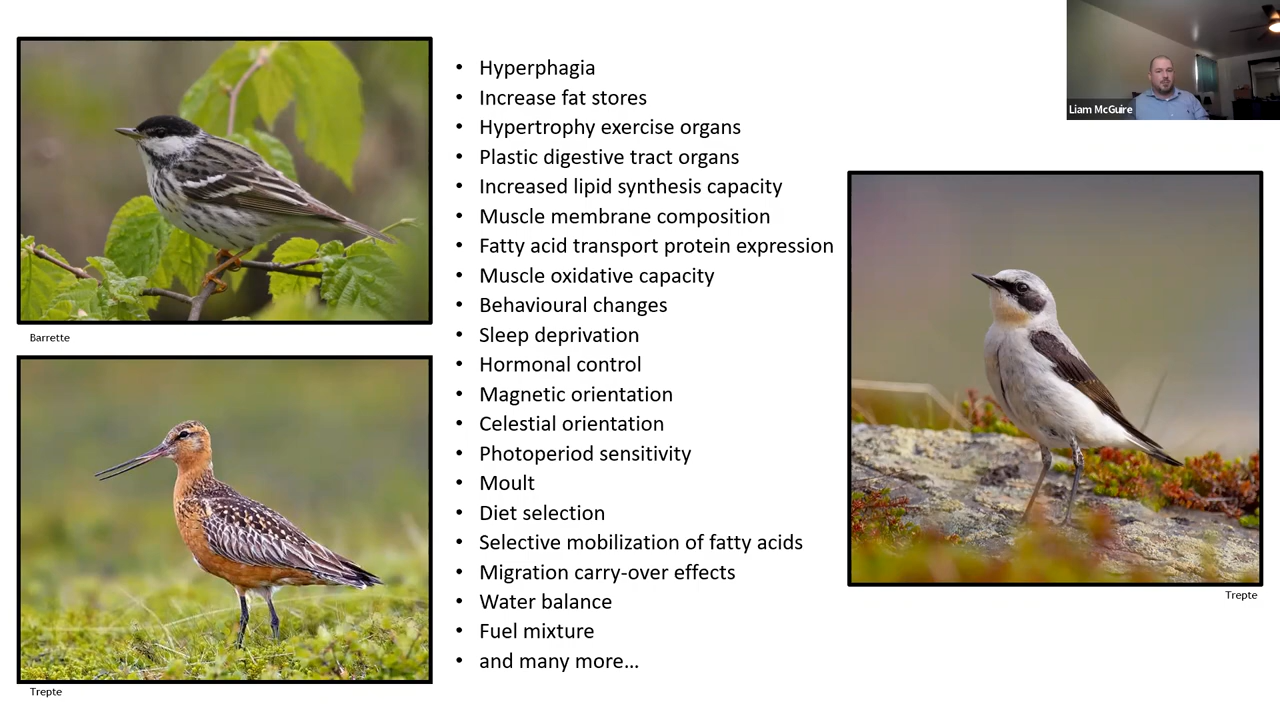 Liam McGuire
• Hyperphagia
• Increase fat stores
• Hypertrophy exercise organs
• Plastic digestive tract organs
• Increased lipid synthesis capacity
• Muscle membrane composition
• Fatty acid transport protein expression
• Muscle oxidative capacity
• Behavioural changes
• Sleep deprivation
• Hormonal control
• Magnetic orientation
• Celestial orientation
• Photoperiod sensitivity
• Moult
• Diet selection
• Selective mobilization of fatty acids
• Migration carry-over effects
• Water balance
• Fuel mixture
• and many more…
Barrette
Trepte
Trepte